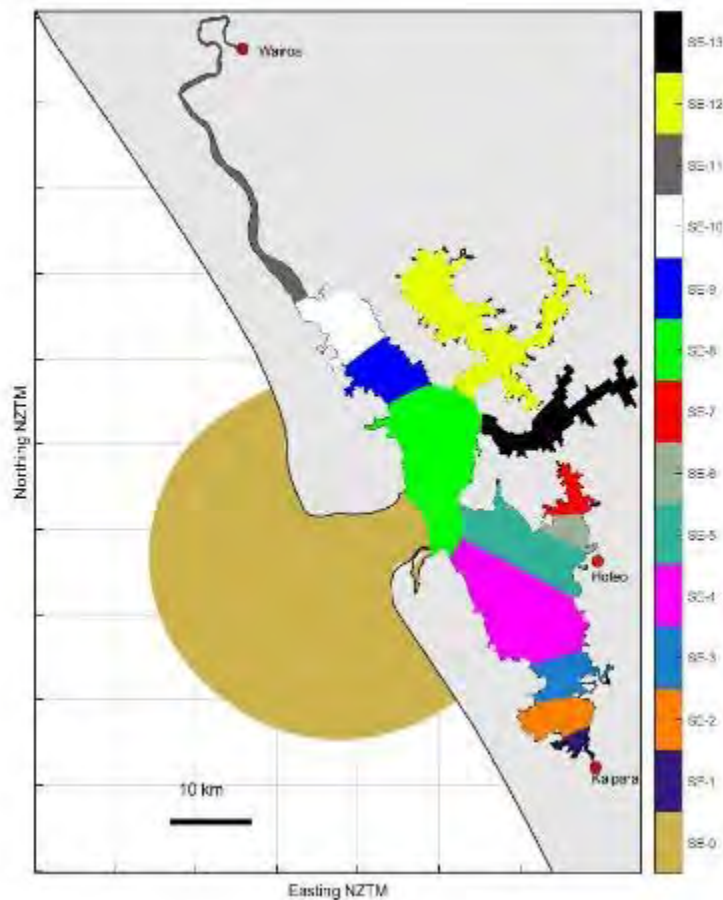 Wairoa
Hoteo
Kaipara
10 km
Northing NZTM
Easting NZTM
SE-13
SE-12
SE-11
SE-10
SE-9
SE-8
SE-7
SE-6
SE-5
SE-4
SE-3
SE-2
SE-1
SE-0